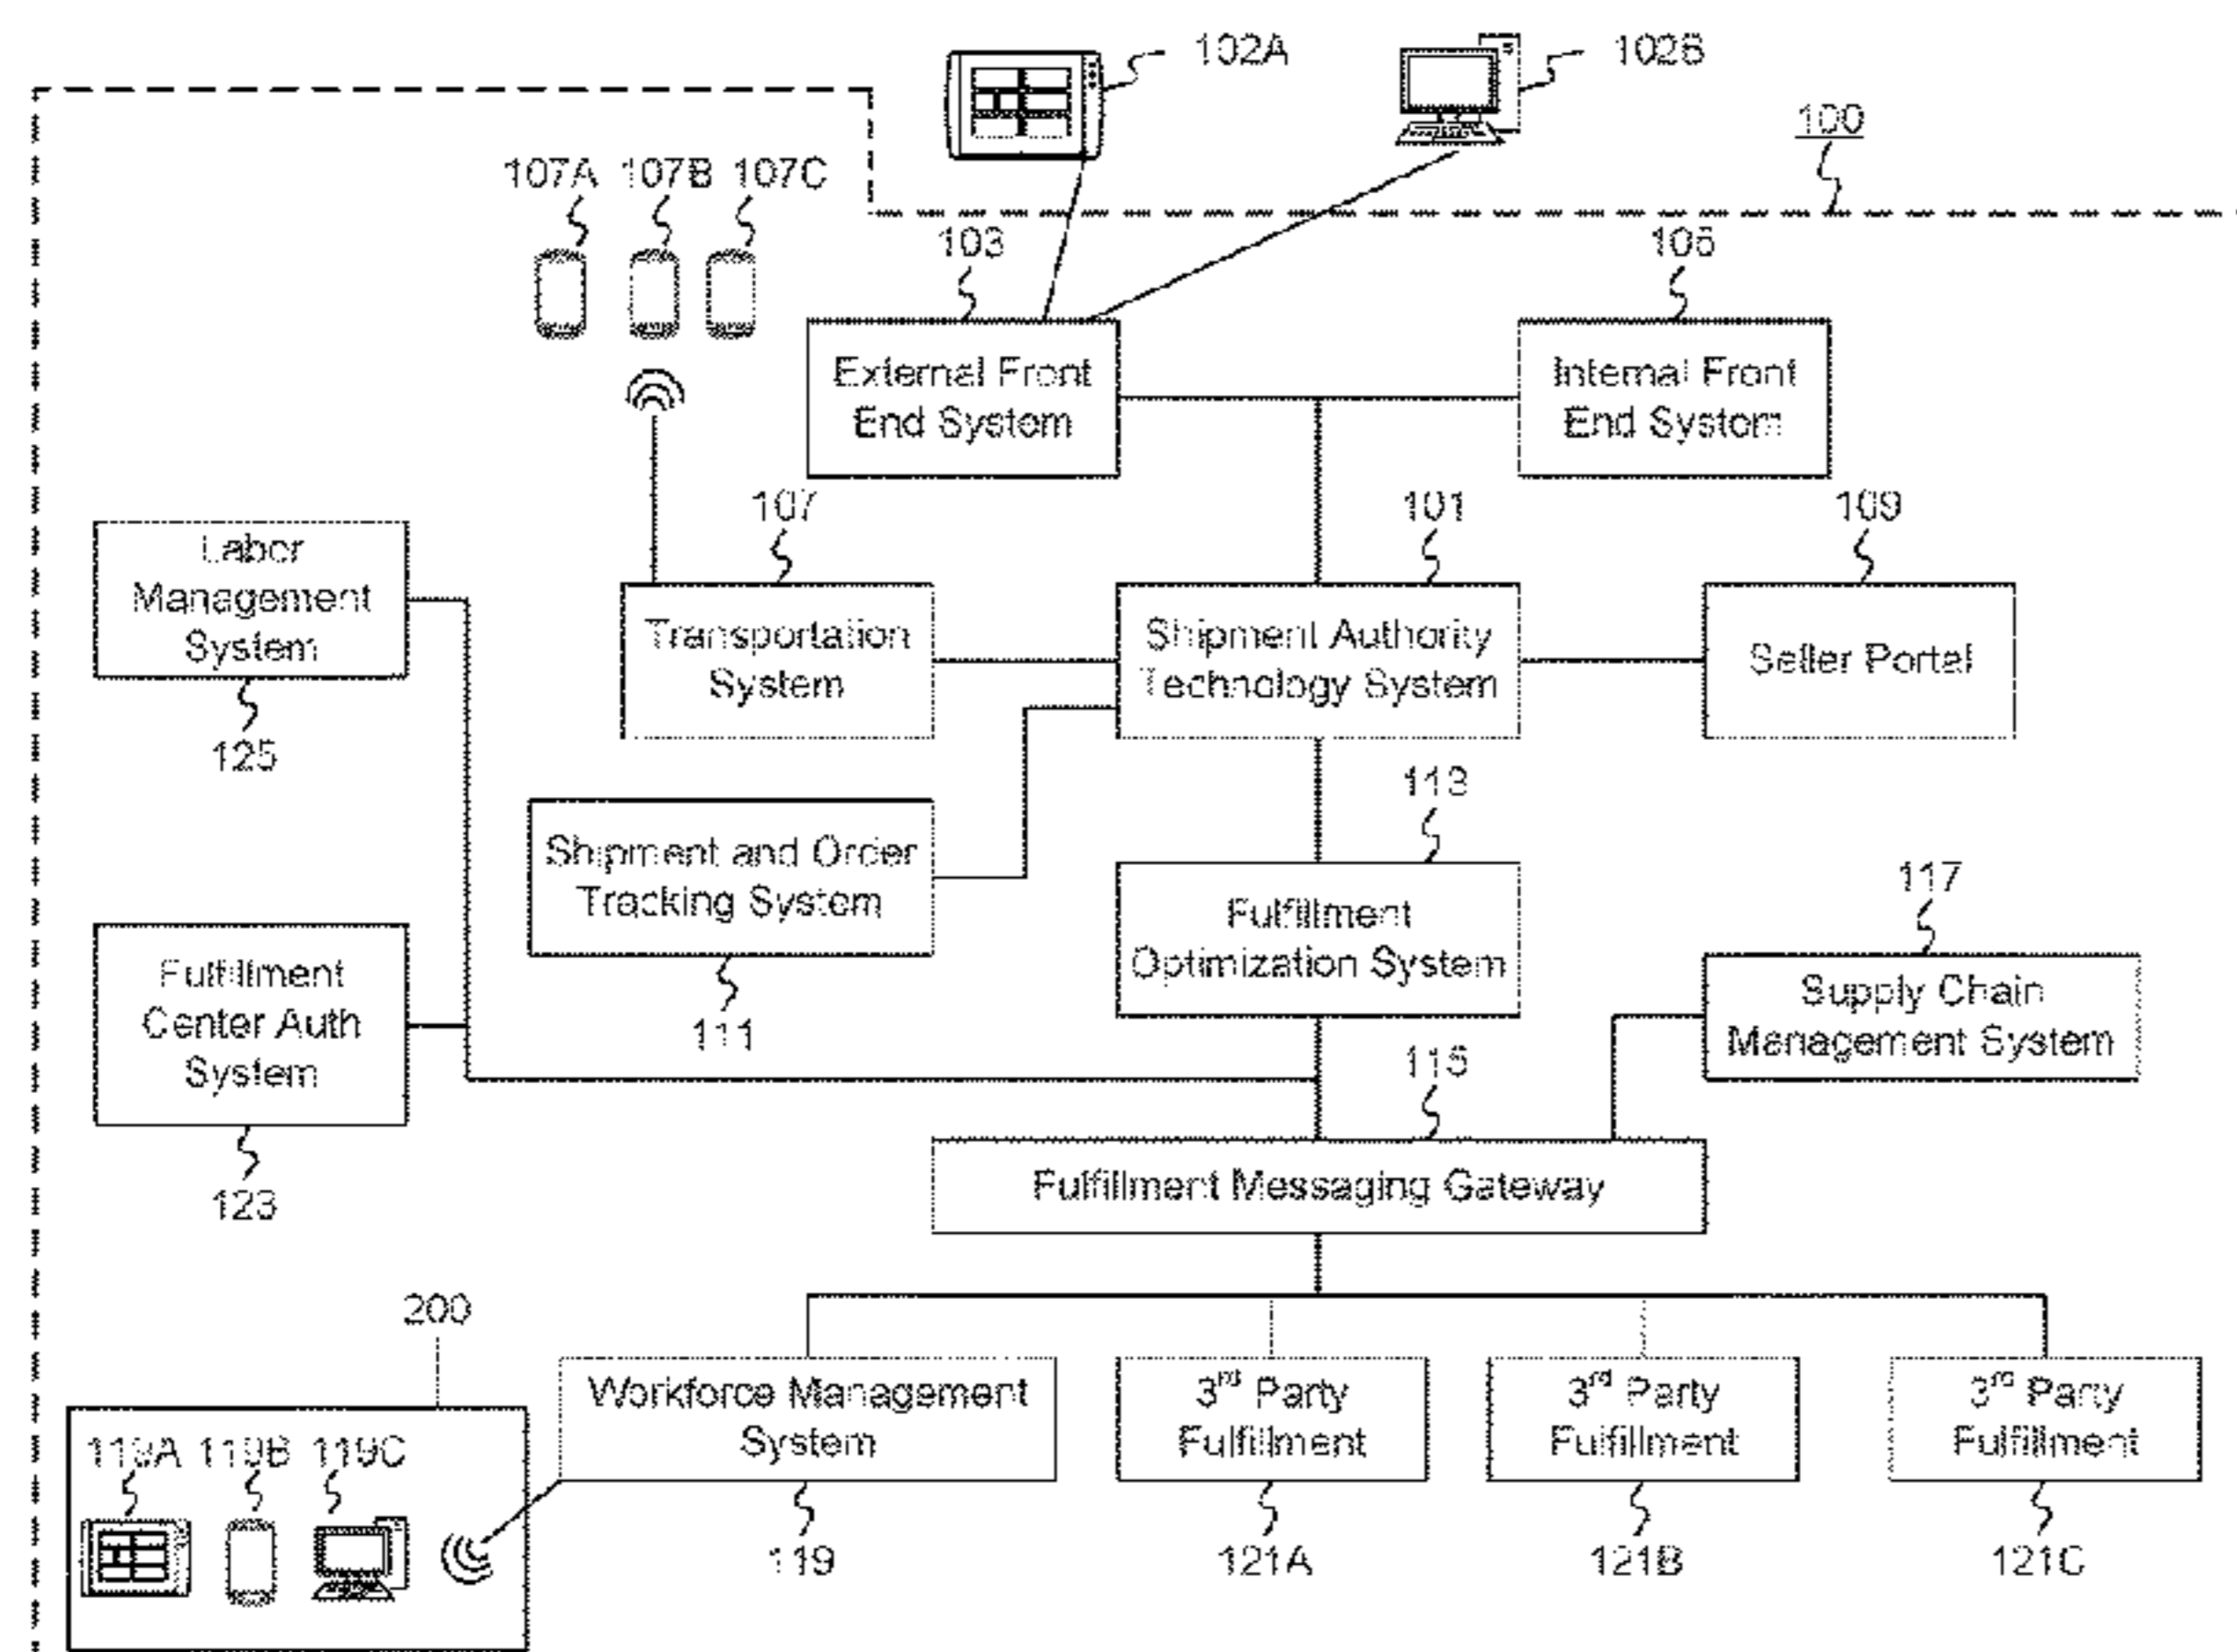 102A
102B
100
107A 107B 107C
103
105
External Front
End System
Internal Front
End System
107
101
109
Labor
Management
System
Transportation
System
Shipment Authority
Technology System
Seller Portal
125
113
Shipment and Order
Tracking System
117
Fulfillment
Optimization System
Fulfillment
Center Auth
System
Supply Chain
Management System
111
115
123
Fulfillment Messaging Gateway
200
Workforce Management
System
3rd Party
Fulfillment
3rd Party
Fulfillment
3rd Party
Fulfillment
119A 119B 119C
119
121A
121B
121C